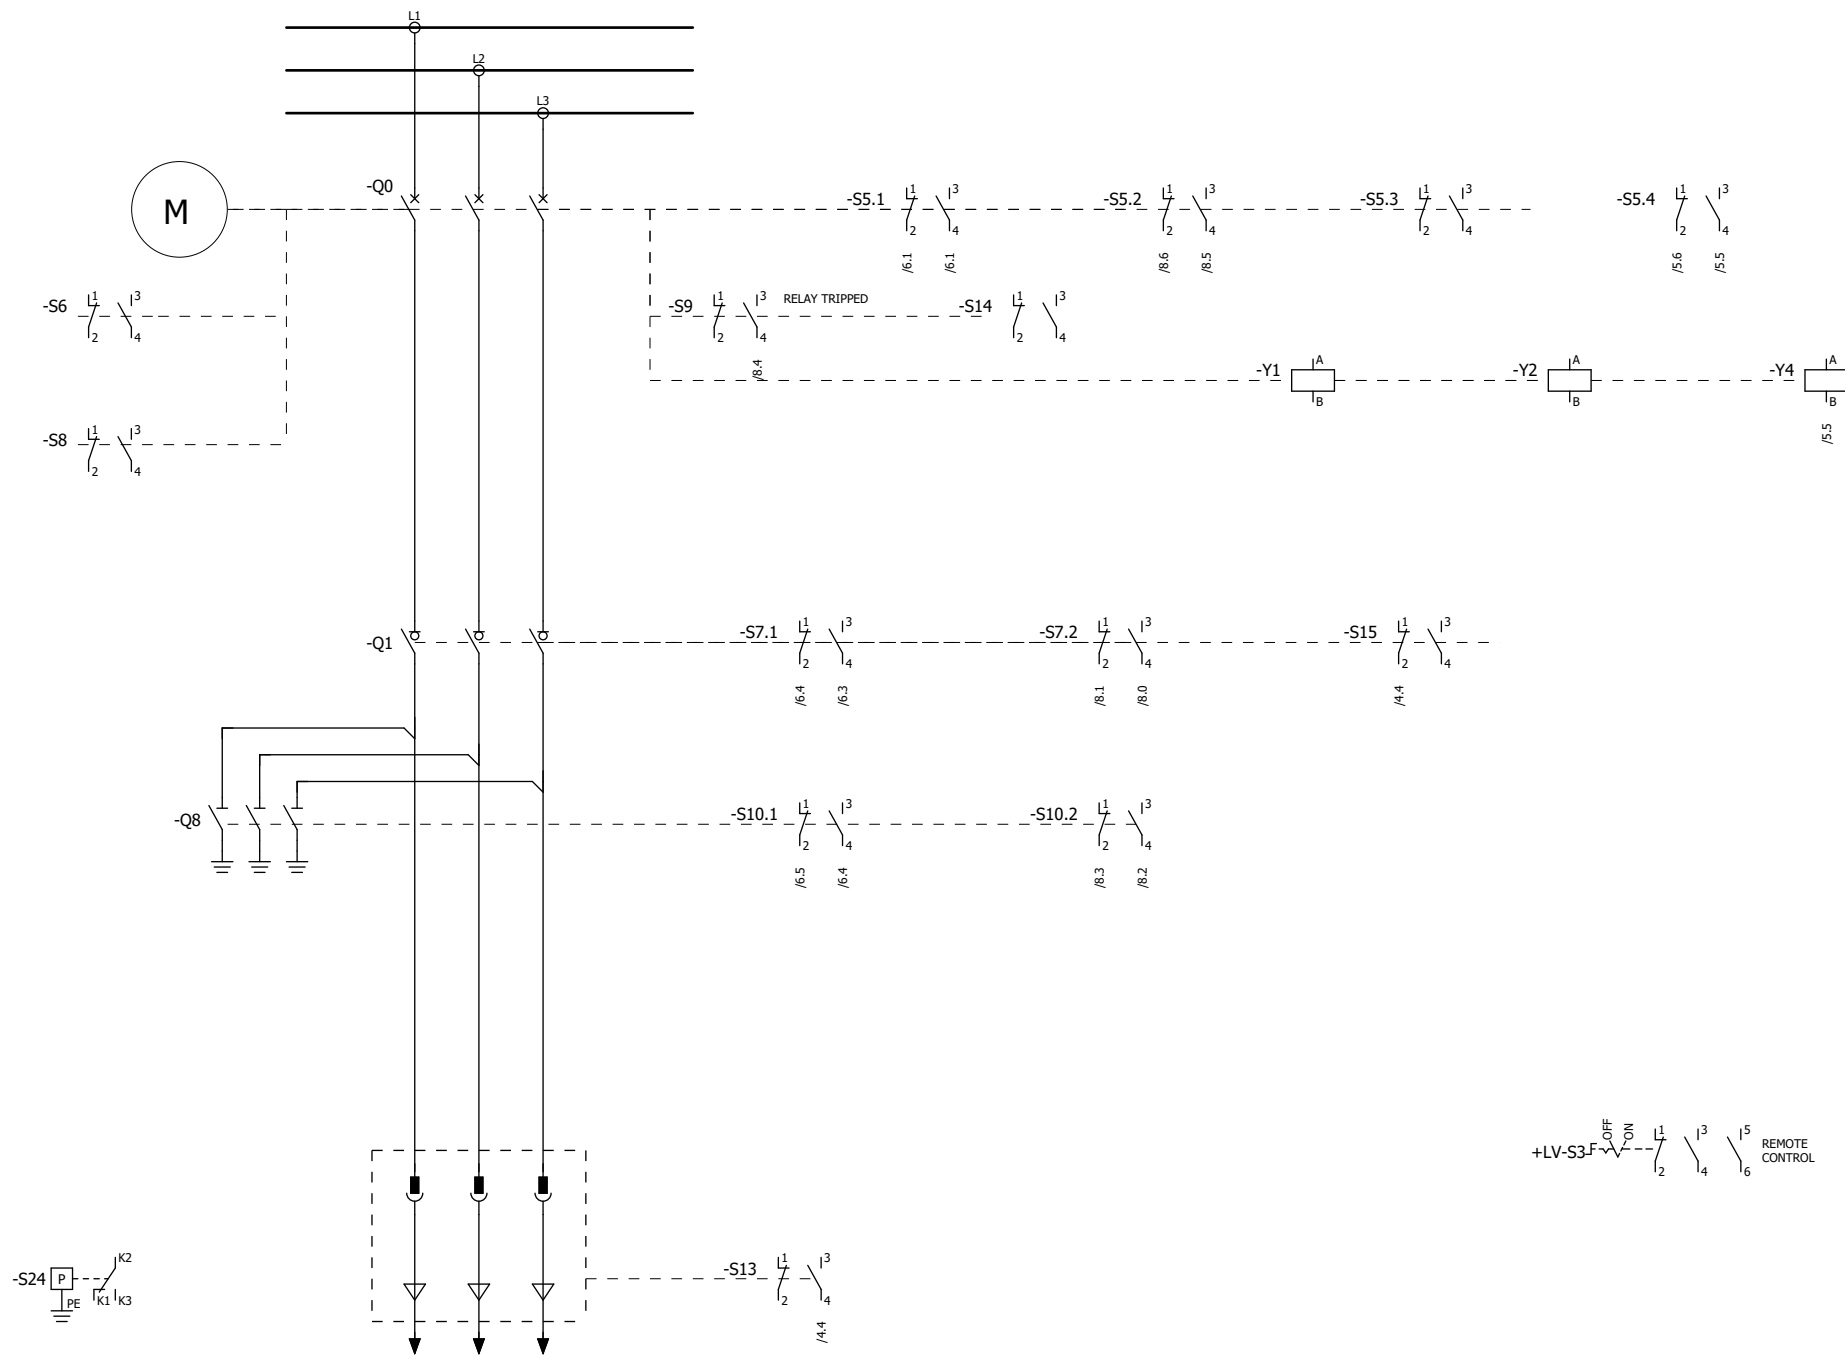 L1
L2
L3
M
-Q0
-S5.1 1 3
2 4
/6.1 /6.1
-S5.2 1 3
2 4
/8.6 /8.5
-S5.3 1 3
2 4
-S5.4 1 3
2 4
/5.6 /5.5
-S6 1 3
2 4
-S9 1 3 RELAY TRIPPED
2 4
/8.4
-S14 1 3
2 4
-Y1 A
B
-Y2 A
B
-Y4 A
B
/5.5
-S8 1 3
2 4
-Q1
-S7.1 1 3
2 4
/6.4 /6.3
-S7.2 1 3
2 4
/8.1 /8.0
-S15 1 3
2 4
/4.4
-Q8
-S10.1 1 3
2 4
/6.5 /6.4
-S10.2 1 3
2 4
/8.3 /8.2
+LV-S3 OFF ON 1 3 5
2 4 6
REMOTE
CONTROL
-S24 P K2
PE K1 K3
-S13 1 3
2 4
/4.4